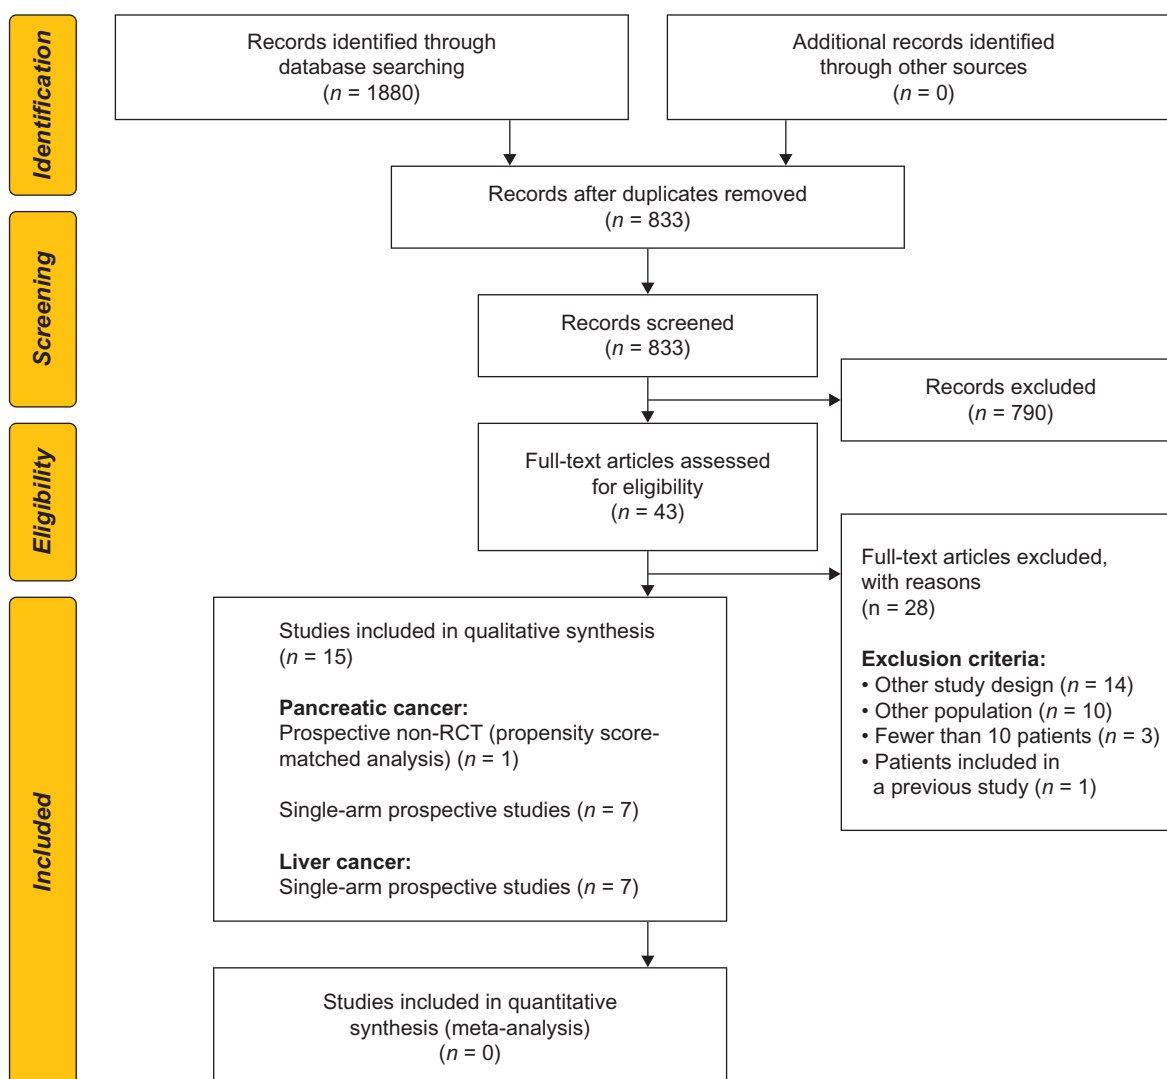 Identification
Records identified through
database searching
(n = 1880)
Additional records identified
through other sources
(n = 0)
Records after duplicates removed
(n = 833)
Screening
Records screened
(n = 833)
Records excluded
(n = 790)
Eligibility
Full-text articles assessed
for eligibility
(n = 43)
Full-text articles excluded,
with reasons
(n = 28)
Exclusion criteria:
• Other study design (n = 14)
• Other population (n = 10)
• Fewer than 10 patients (n = 3)
• Patients included in
a previous study (n = 1)
Included
Studies included in qualitative synthesis
(n = 15)
Pancreatic cancer:
Prospective non-RCT (propensity score-
matched analysis) (n = 1)
Single-arm prospective studies (n = 7)
Liver cancer:
Single-arm prospective studies (n = 7)
Studies included in quantitative
synthesis (meta-analysis)
(n = 0)